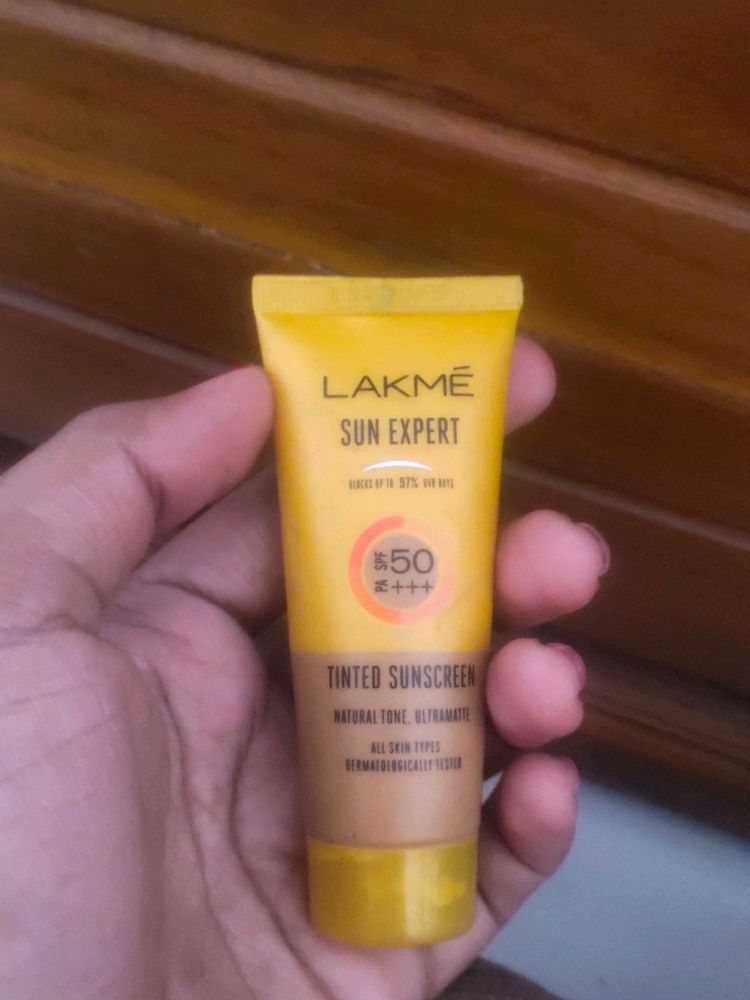 LAKMÉ
SUN EXPERT
BLOCKS UP TO 97% UVB RAYS
PA SPF 50
+++
TINTED SUNSCREEN
NATURAL TONE, ULTRAMATTE
ALL SKIN TYPES
DERMATOLOGICALLY TESTED